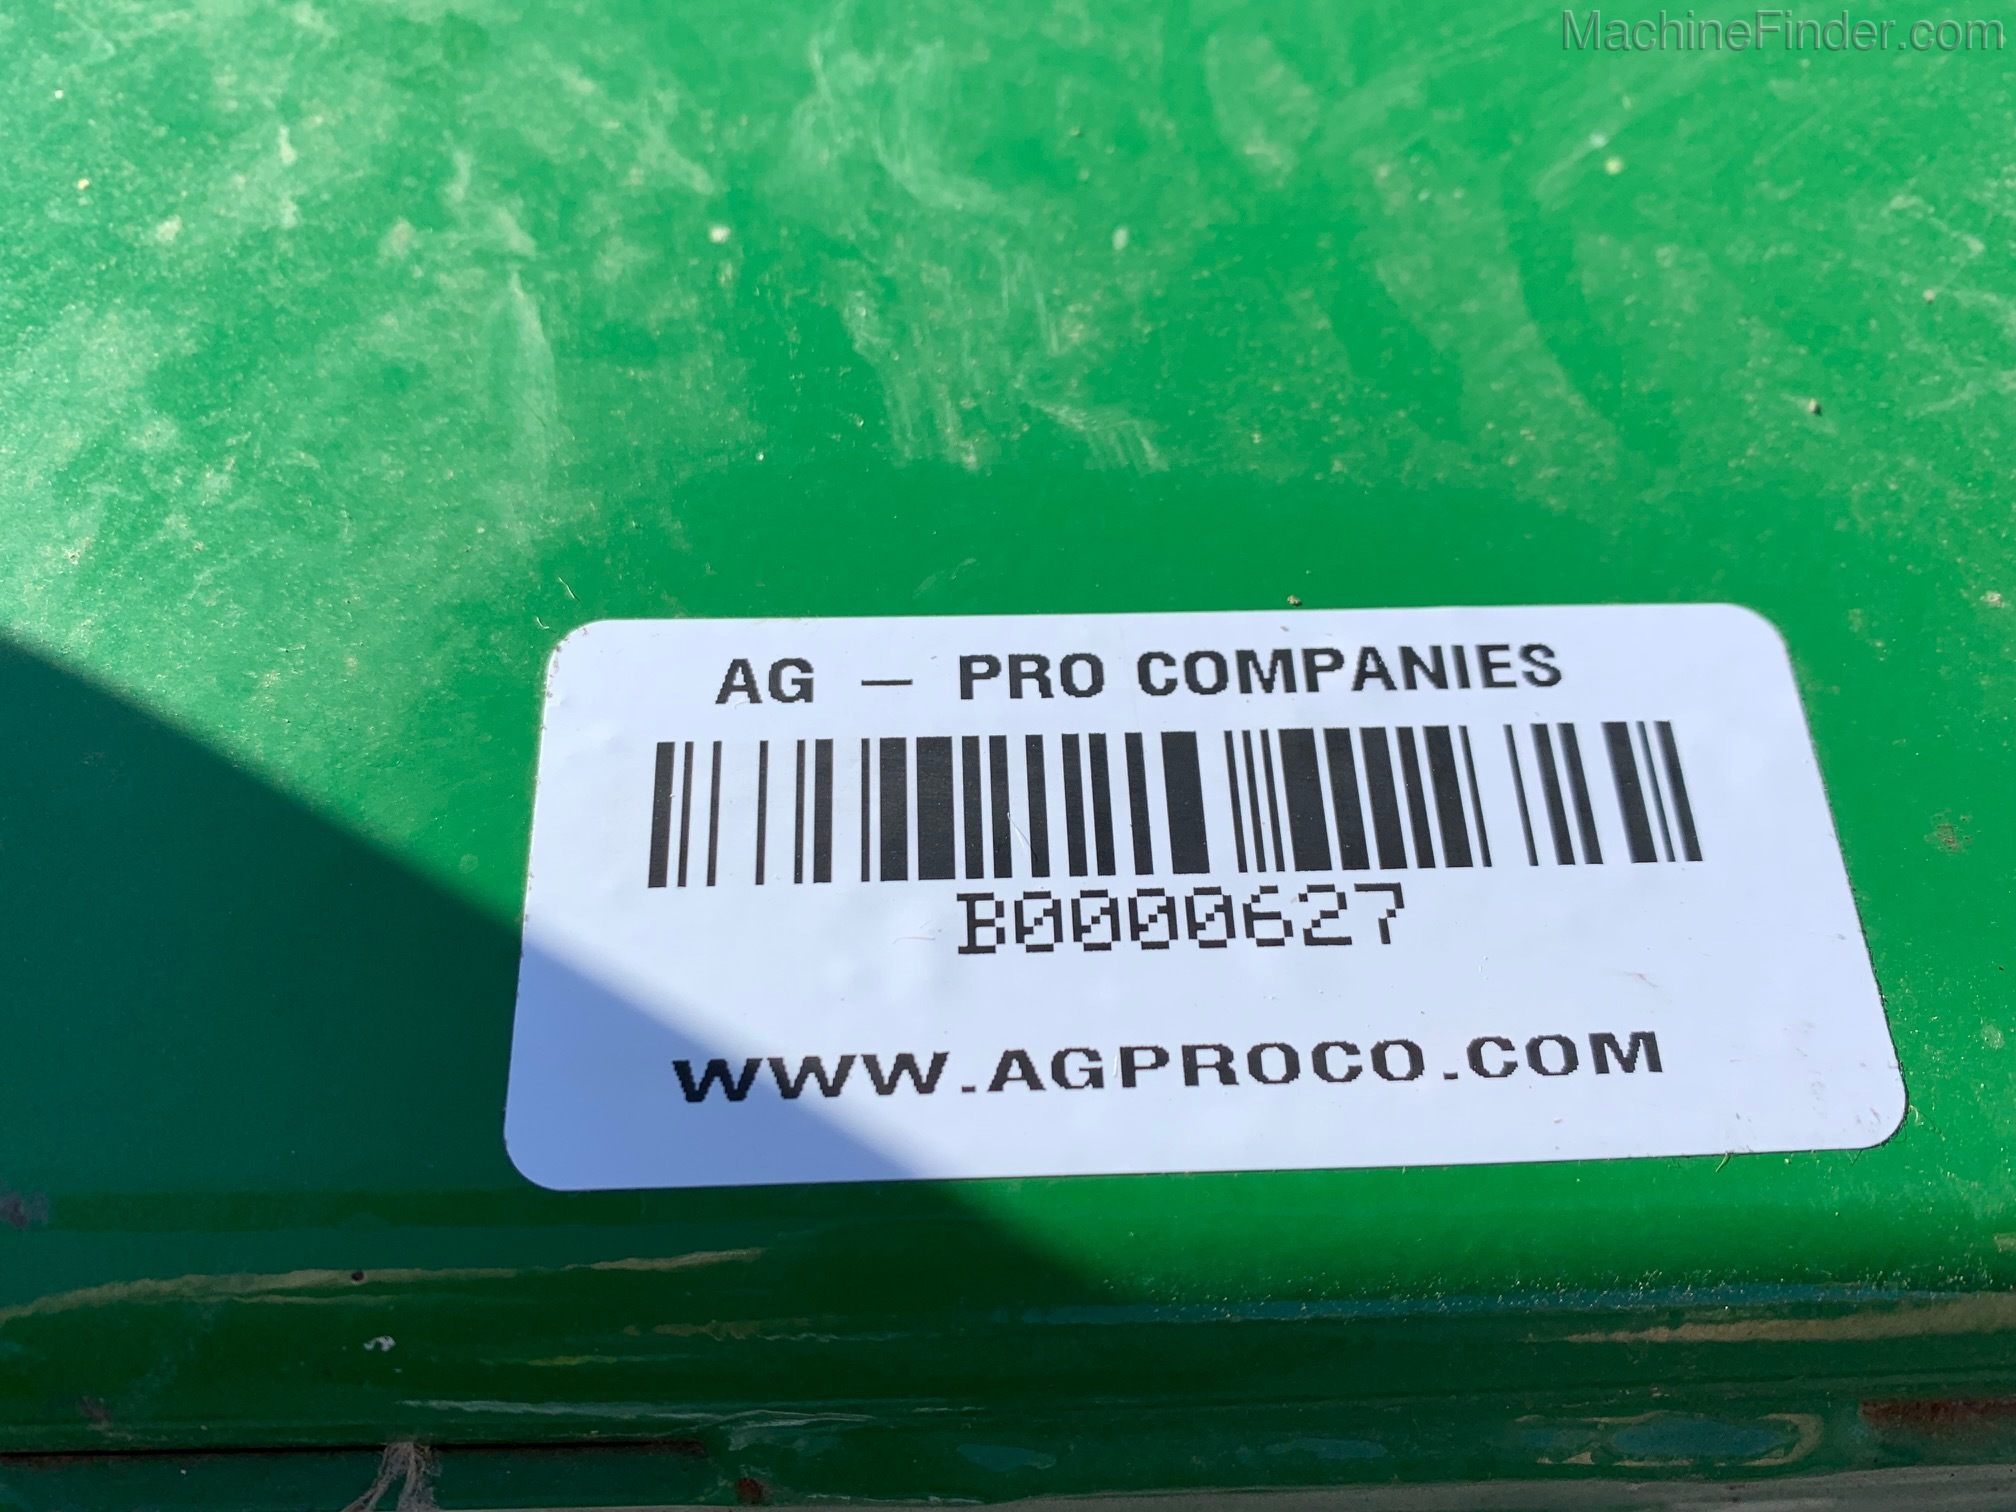 MachineFinder.com
AG – PRO COMPANIES
B0000627
WWW.AGPROCO.COM